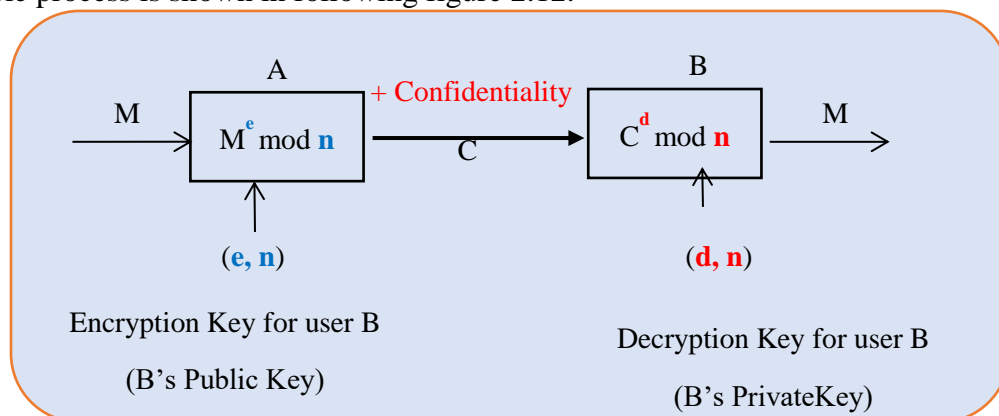 process is shown in following figure 2.12:
A
B
+ Confidentiality
M
M^e mod n
C
C^d mod n
M
(e, n)
(d, n)
Encryption Key for user B
Decryption Key for user B
(B’s Public Key)
(B’s PrivateKey)